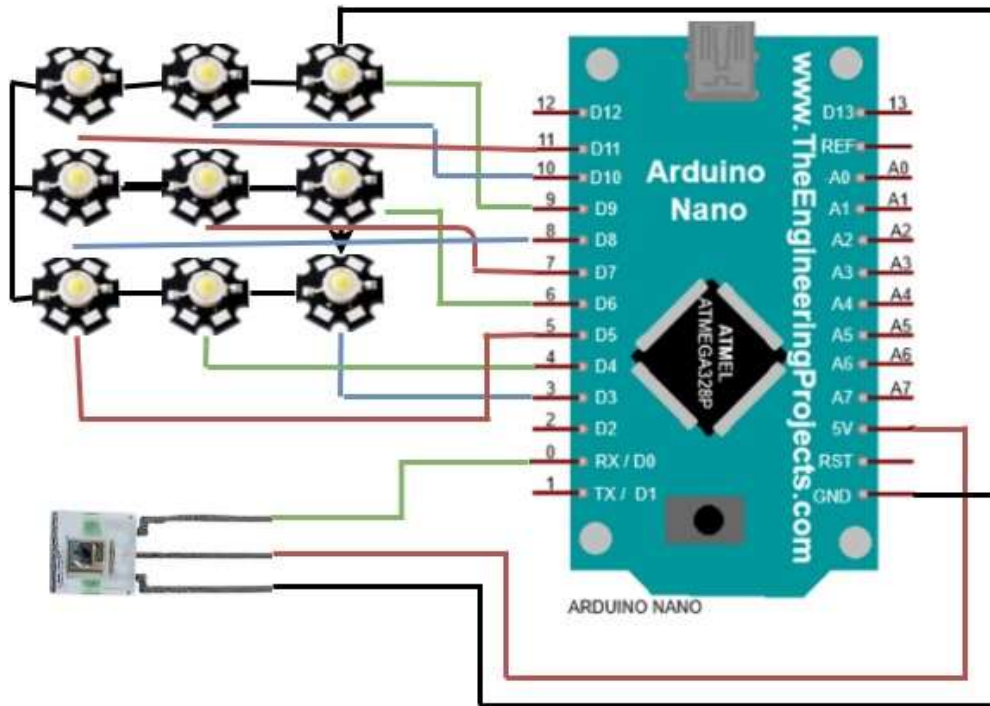 12
D12
11
D11
10
D10
9
D9
8
D8
7
D7
6
D6
5
D5
4
D4
3
D3
2
D2
0
RX / D0
1
TX / D1
Arduino
Nano
ATMEL
ATMEGA328P
www.TheEngineeringProjects.com
D13
13
REF
A0
A0
A1
A1
A2
A2
A3
A3
A4
A4
A5
A5
A6
A6
A7
A7
5V
RST
GND
ARDUINO NANO